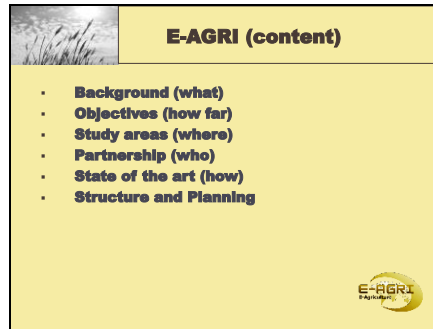 E-AGRI (content)
▪ Background (what)
▪ Objectives (how far)
▪ Study areas (where)
▪ Partnership (who)
▪ State of the art (how)
▪ Structure and Planning
E-AGRI
E-Agriculture